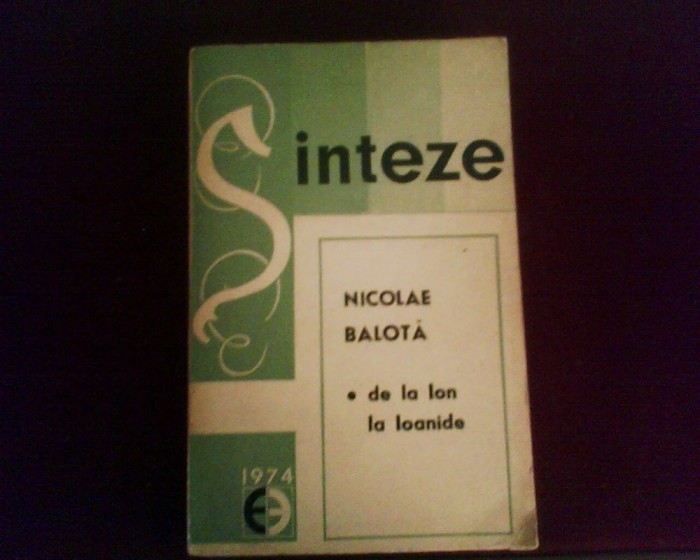 Sinteze
NICOLAE
BALOTĂ
• de la Ion
la Ioanide
1974